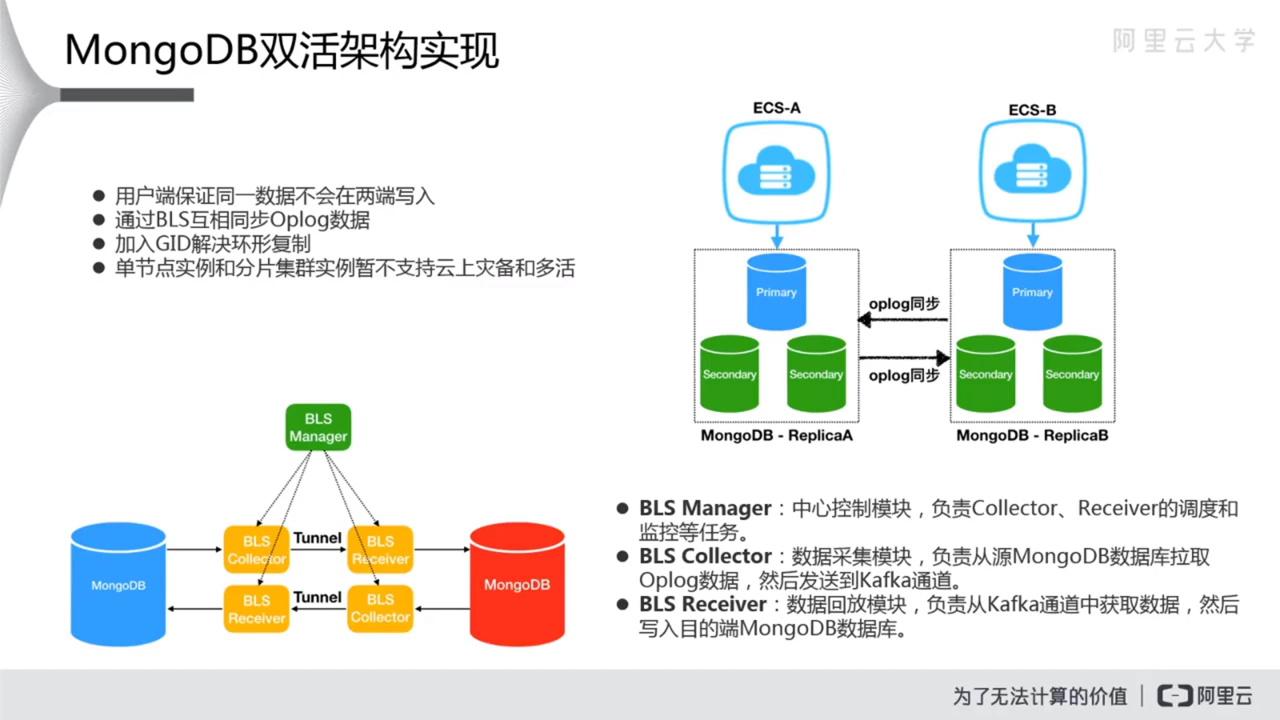 MongoDB双活架构实现
阿里云大学
● 用户端保证同一数据不会在两端写入
● 通过BLS互相同步Oplog数据
● 加入GID解决环形复制
● 单节点实例和分片集群实例暂不支持云上灾备和多活
ECS-A
ECS-B
Primary
Primary
oplog同步
Secondary
Secondary
Secondary
Secondary
oplog同步
MongoDB - ReplicaA
MongoDB - ReplicaB
BLS
Manager
MongoDB
BLS
Collector
Tunnel
BLS
Receiver
BLS
Receiver
Tunnel
BLS
Collector
MongoDB
● BLS Manager：中心控制模块，负责Collector、Receiver的调度和
监控等任务。
● BLS Collector：数据采集模块，负责从源MongoDB数据库拉取
Oplog数据，然后发送到Kafka通道。
● BLS Receiver：数据回放模块，负责从Kafka通道中获取数据，然后
写入目的端MongoDB数据库。
为了无法计算的价值 | 阿里云